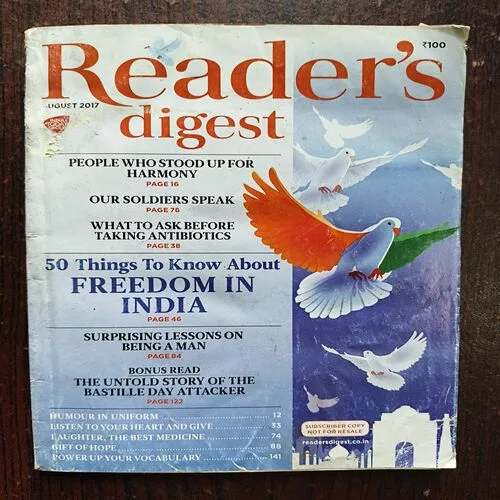 Reader's
digest
₹100
UGUST 2017
INDIA TODAY GROUP
PEOPLE WHO STOOD UP FOR
HARMONY
PAGE 16
OUR SOLDIERS SPEAK
PAGE 76
WHAT TO ASK BEFORE
TAKING ANTIBIOTICS
PAGE 38
50 Things To Know About
FREEDOM IN
INDIA
PAGE 46
SURPRISING LESSONS ON
BEING A MAN
PAGE 84
BONUS READ
THE UNTOLD STORY OF THE
BASTILLE DAY ATTACKER
PAGE 122
HUMOUR IN UNIFORM ... 12
LISTEN TO YOUR HEART AND GIVE ... 33
LAUGHTER, THE BEST MEDICINE ... 74
GIFT OF HOPE ... 88
POWER UP YOUR VOCABULARY ... 141
SUBSCRIBER COPY
NOT FOR RESALE
readersdigest.co.in